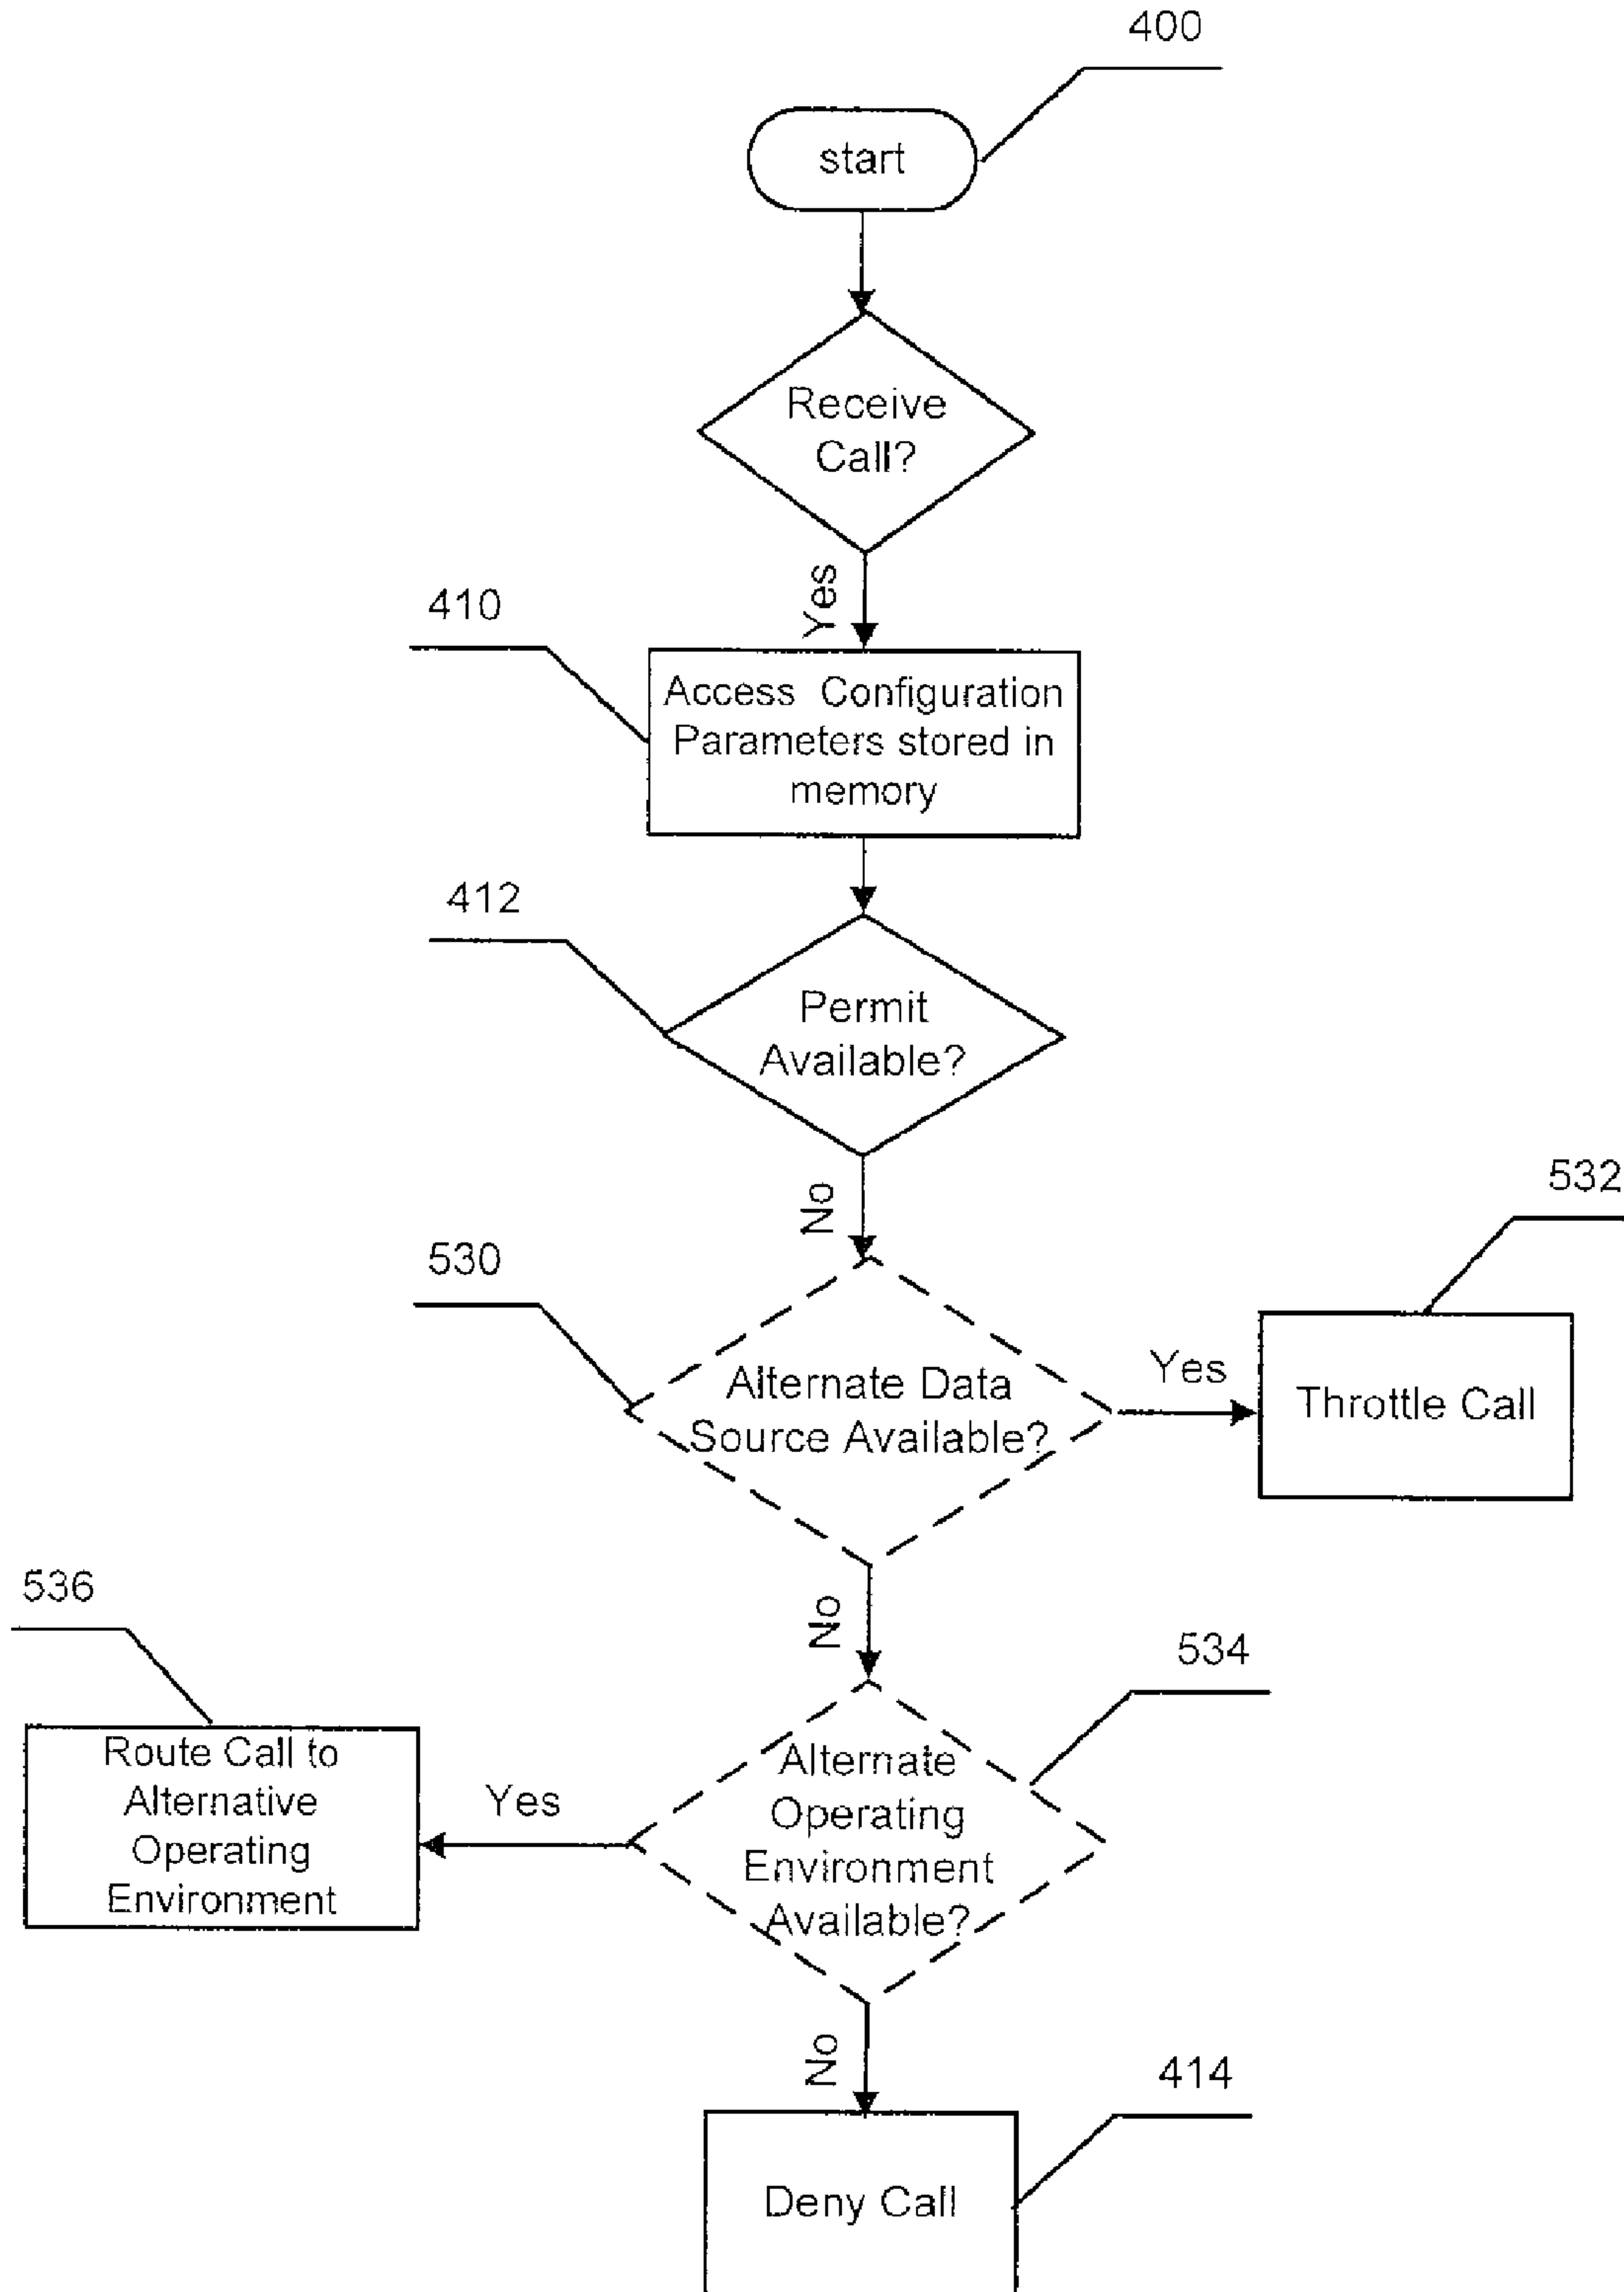 400
start
Receive
Call?
Yes
410
Access Configuration
Parameters stored in
memory
412
Permit
Available?
No
532
530
Alternate Data
Source Available?
Yes
Throttle Call
No
536
534
Route Call to
Alternative
Operating
Environment
Yes
Alternate
Operating
Environment
Available?
No
414
Deny Call